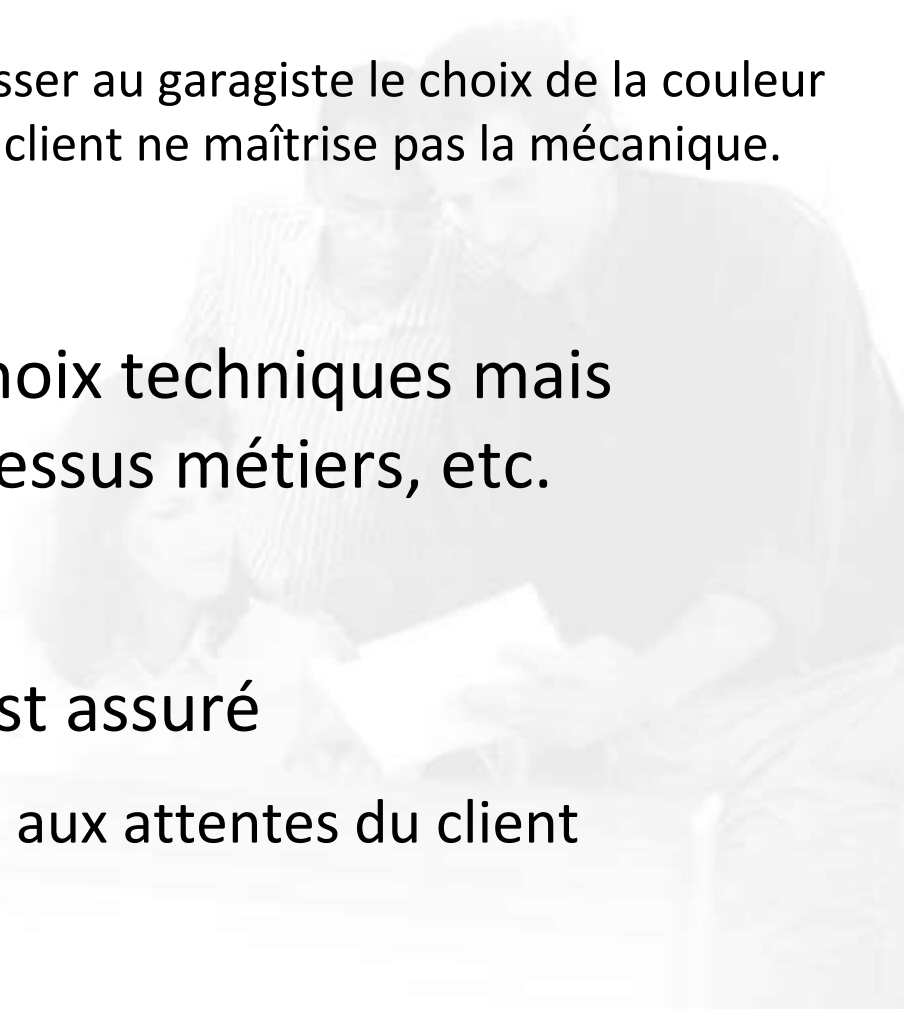 sser au garagiste le choix de la couleur
client ne maîtrise pas la mécanique.
hoix techniques mais
essus métiers, etc.
st assuré
aux attentes du client